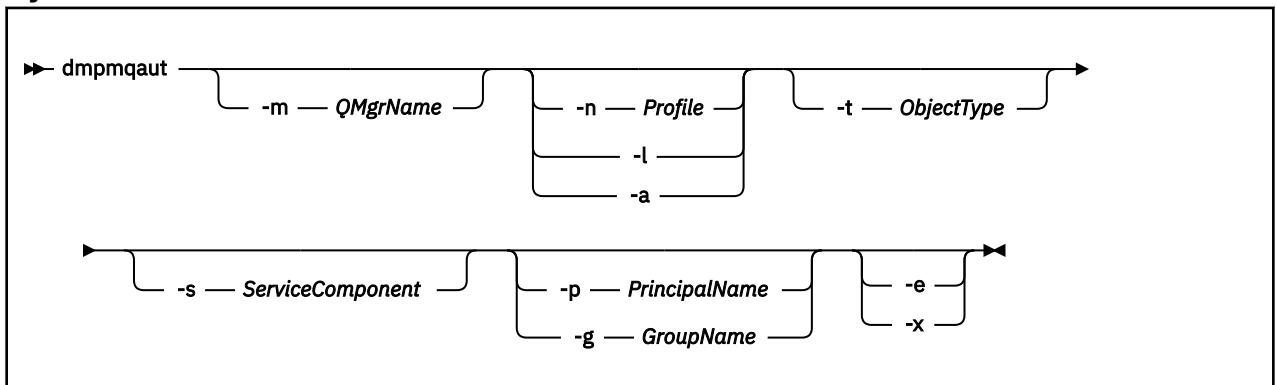 dmpmqaut
-m QMgrName
-n Profile
-l
-a
-t ObjectType
-s ServiceComponent
-p PrincipalName
-g GroupName
-e
-x